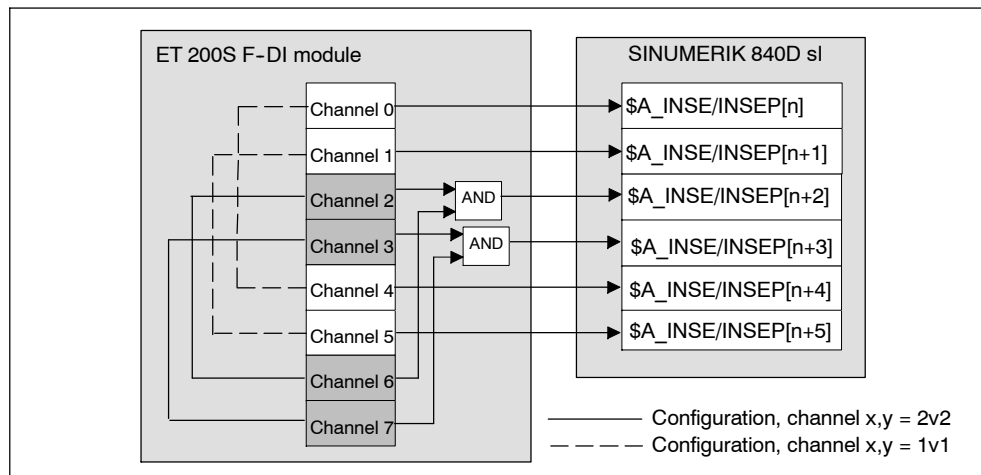 ET 200S F-DI module
SINUMERIK 840D sl
Channel 0
Channel 1
Channel 2
Channel 3
Channel 4
Channel 5
Channel 6
Channel 7
AND
AND
$A_INSE/INSEP[n]
$A_INSE/INSEP[n+1]
$A_INSE/INSEP[n+2]
$A_INSE/INSEP[n+3]
$A_INSE/INSEP[n+4]
$A_INSE/INSEP[n+5]
Configuration, channel x,y = 2v2
Configuration, channel x,y = 1v1